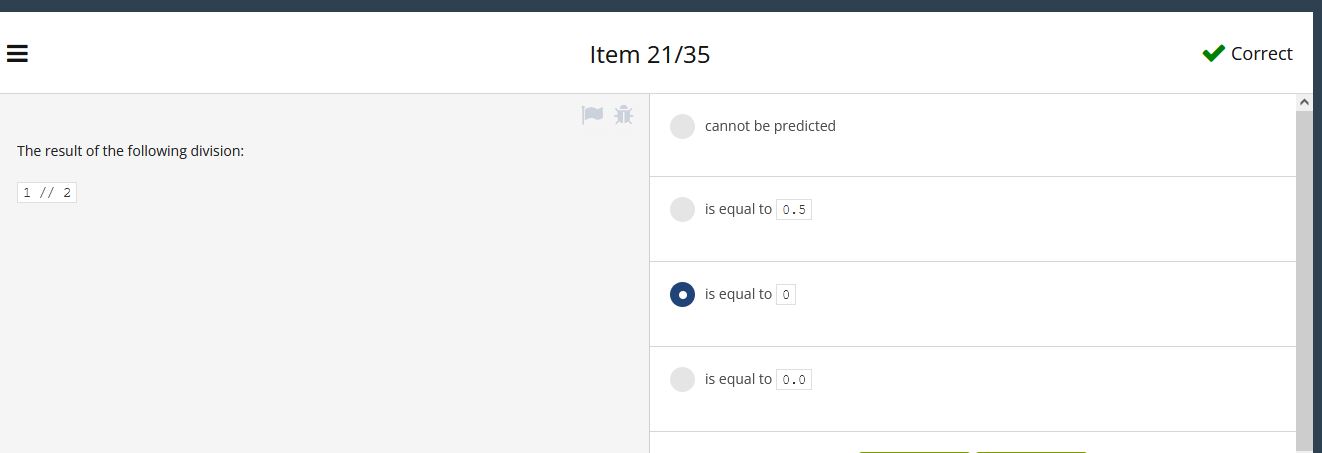 Item 21/35
Correct
The result of the following division:
1 // 2
cannot be predicted
is equal to 0.5
is equal to 0
is equal to 0.0